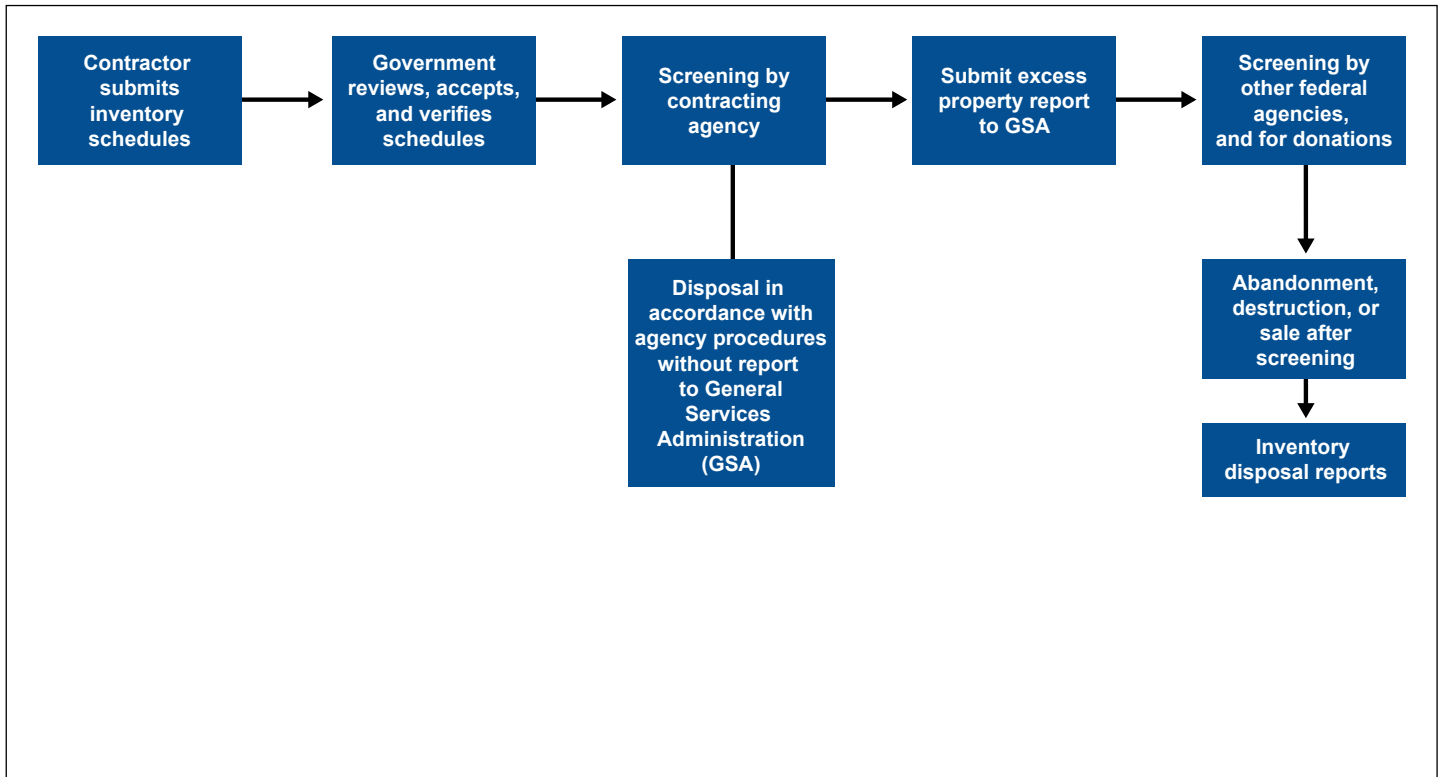 Contractor
submits
inventory
schedules
Government
reviews, accepts,
and verifies
schedules
Screening by
contracting
agency
Submit excess
property report
to GSA
Screening by
other federal
agencies,
and for donations
Disposal in
accordance with
agency procedures
without report
to General
Services
Administration
(GSA)
Abandonment,
destruction, or
sale after
screening
Inventory
disposal reports